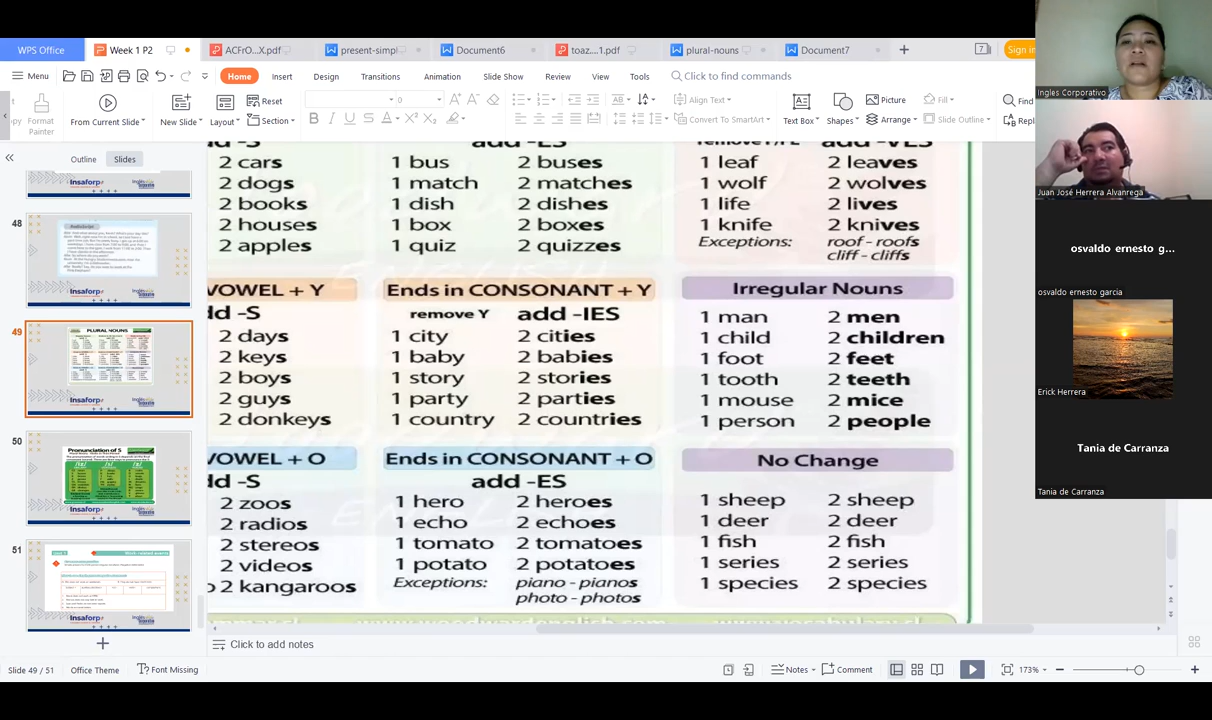 WPS Office
Week 1 P2
ACFrO...X.pdf
present-simpl
Document6
toaz....1.pdf
plural-nouns
Document7
7
Sign in
Menu
Home
Insert
Design
Transitions
Animation
Slide Show
Review
View
Tools
Click to find commands
Format
Painter
From Current Slide
New Slide
Layout
Reset
Section
0
B I U S A X² X₂
Align Text
Convert To SmartArt
Text Box
Shapes
Picture
Arrange
Fill
Slide Outline
Find
Repl
Outline
Slides
48
49
PLURAL NOUNS
50
Pronunciation of S
51
Insaforp
add -ES
2 cars
2 dogs
2 books
2 houses
2 apples
1 bus 2 buses
1 match 2 matches
1 dish 2 dishes
1 box 2 boxes
1 quiz 2 quizzes
1 leaf 2 leaves
1 wolf 2 wolves
1 life 2 lives
1 knife 2 knives
Exceptions: roof - roofs
cliff - cliffs
VOWEL + Y
dd -S
2 days
2 keys
2 boys
2 guys
2 donkeys
Ends in CONSONANT + Y
remove Y add -IES
1 city 2 cities
1 baby 2 babies
1 story 2 stories
1 party 2 parties
1 country 2 countries
Irregular Nouns
1 man 2 men
1 child 2 children
1 foot 2 feet
1 tooth 2 teeth
1 mouse 2 mice
1 person 2 people
VOWEL + O
dd -S
2 zoos
2 radios
2 stereos
2 videos
o 2 kangaroos
Ends in CONSONANT + O
add -ES
1 hero 2 heroes
1 echo 2 echoes
1 tomato 2 tomatoes
1 potato 2 potatoes
Exceptions: piano - pianos
photo - photos
No Change
1 sheep 2 sheep
1 deer 2 deer
1 fish 2 fish
1 series 2 series
1 species 2 species
Click to add notes
Slide 49 / 51
Office Theme
Font Missing
Notes
Comment
173%
Ingles Corporativo
Juan José Herrera Alvanrega
osvaldo ernesto g...
osvaldo ernesto garcia
Erick Herrera
Tania de Carranza
Tania de Carranza